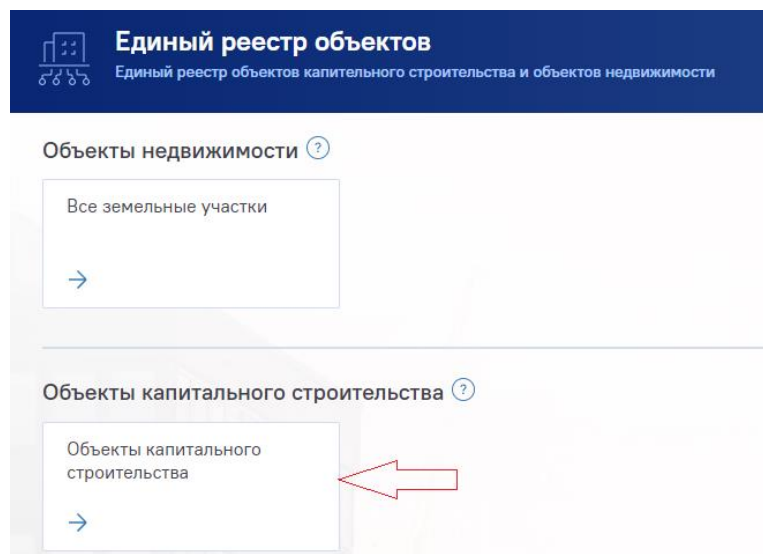 Единый реестр объектов
Единый реестр объектов капительного строительства и объектов недвижимости
Объекты недвижимости ?
Все земельные участки
→
Объекты капитального строительства ?
Объекты капитального
строительства
→